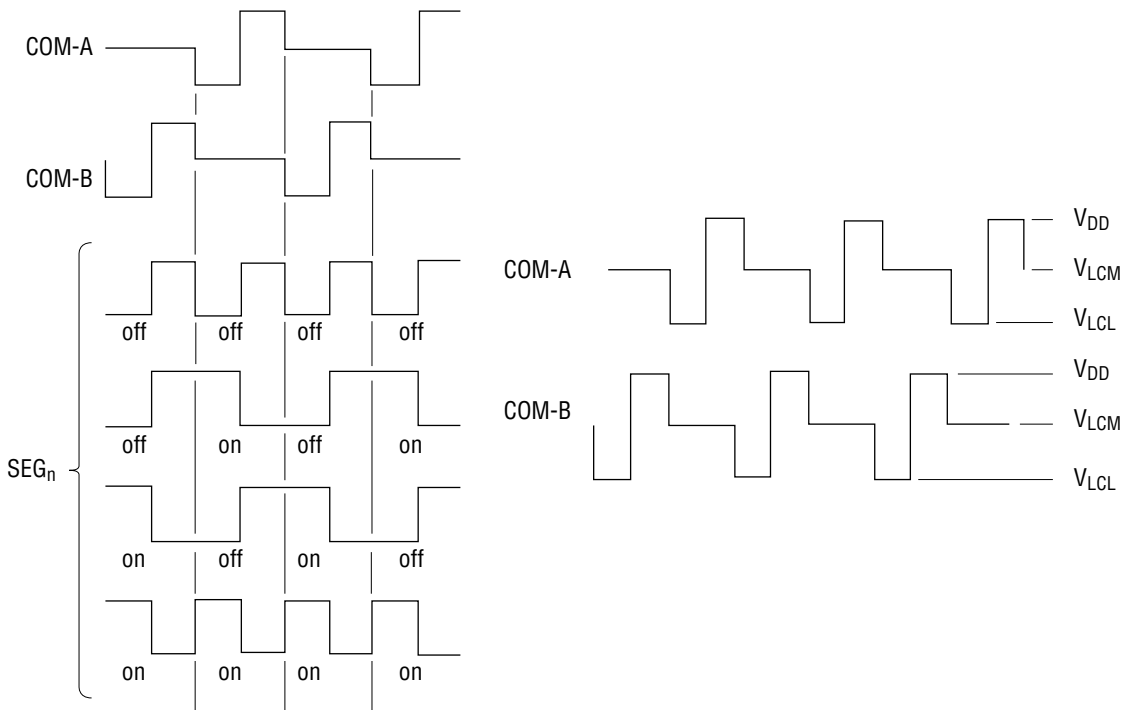 COM-A
COM-B
off off off off
off on off on
SEGn
on off on off
on on on on
COM-A
VDD
VLCM
VLCL
COM-B
VDD
VLCM
VLCL